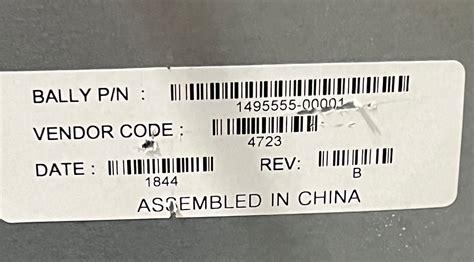 BALLY P/N :
1495555-00001
VENDOR CODE :
4723
DATE : REV:
1844 B
ASSEMBLED IN CHINA